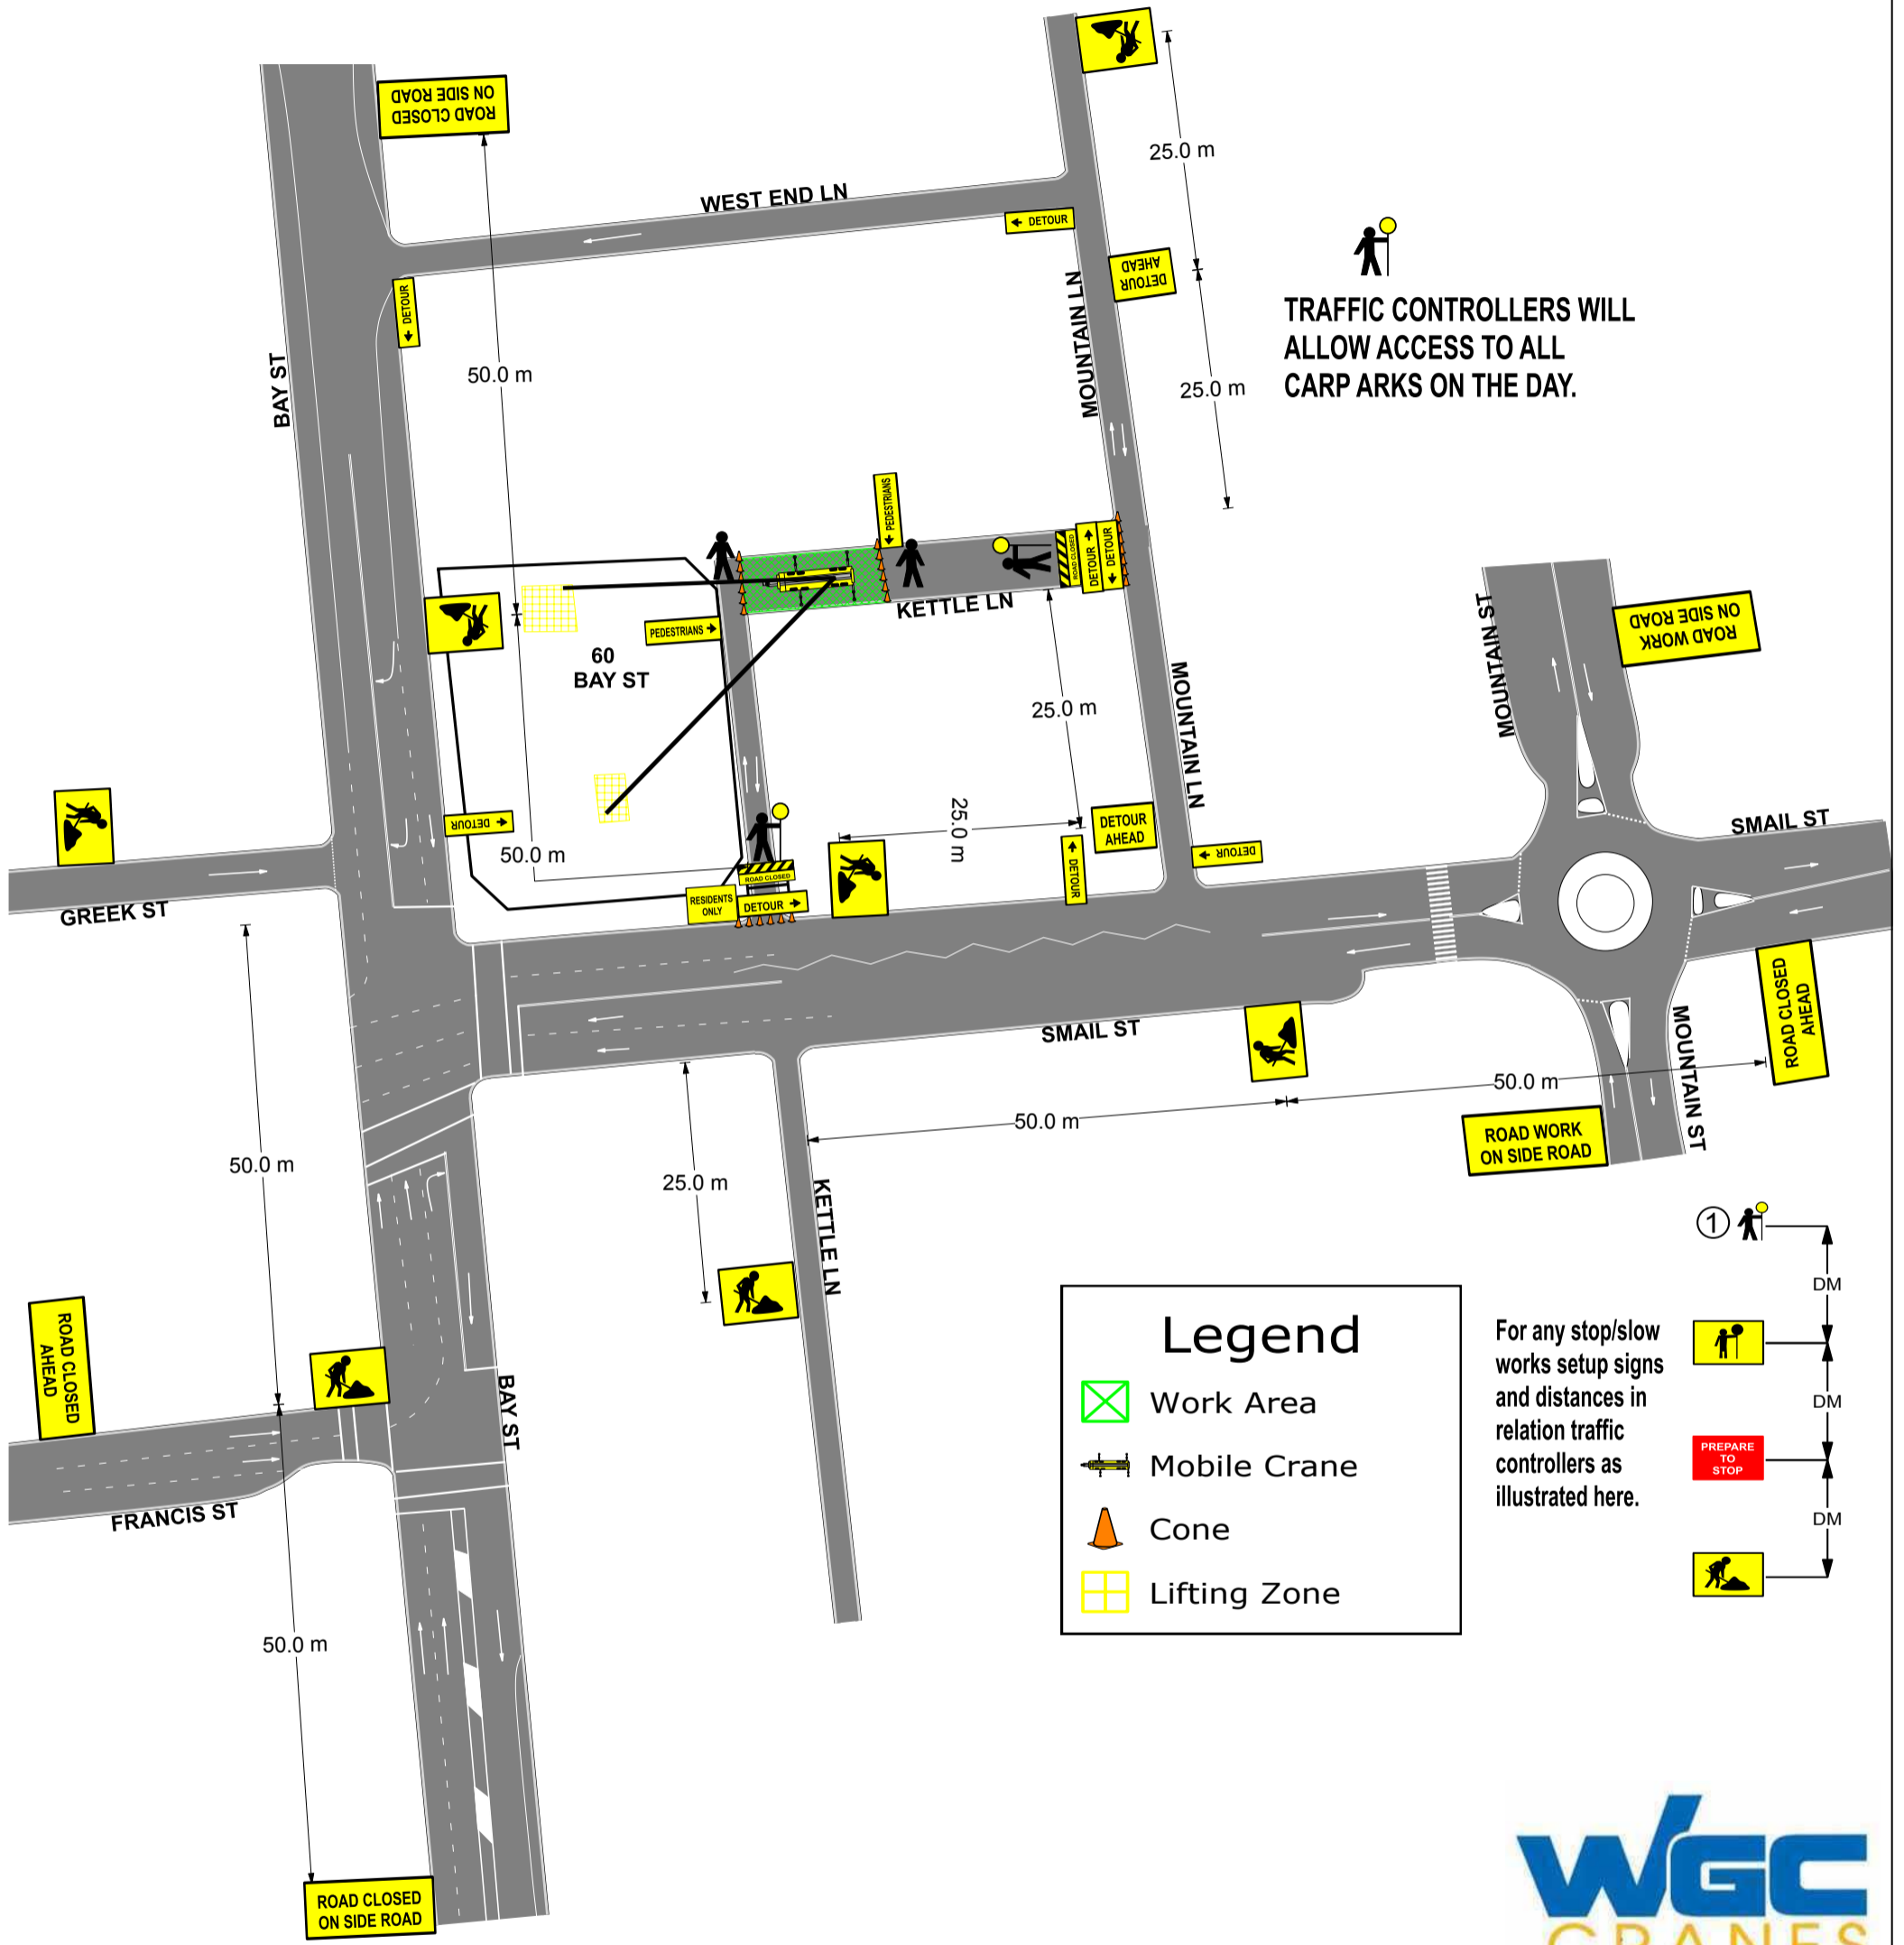 ROAD CLOSED
ON SIDE ROAD
25.0 m
WEST END LN
← DETOUR
DETOUR
AHEAD
MOUNTAIN LN
TRAFFIC CONTROLLERS WILL
ALLOW ACCESS TO ALL
CARP ARKS ON THE DAY.
← DETOUR
BAY ST
50.0 m
25.0 m
← PEDESTRIANS
ROAD CLOSED
DETOUR →
← DETOUR
KETTLE LN
PEDESTRIANS →
60
BAY ST
MOUNTAIN ST
ROAD WORK
ON SIDE ROAD
25.0 m
MOUNTAIN LN
25.0 m
DETOUR
AHEAD
SMAIL ST
← DETOUR
50.0 m
DETOUR →
← DETOUR
ROAD CLOSED
RESIDENTS
ONLY
DETOUR →
GREEK ST
SMAIL ST
ROAD CLOSED
AHEAD
MOUNTAIN ST
50.0 m
50.0 m
ROAD WORK
ON SIDE ROAD
50.0 m
25.0 m
KETTLE LN
1
DM
DM
DM
PREPARE
TO
STOP
For any stop/slow
works setup signs
and distances in
relation traffic
controllers as
illustrated here.
Legend
Work Area
Mobile Crane
Cone
Lifting Zone
ROAD CLOSED
AHEAD
BAY ST
FRANCIS ST
50.0 m
ROAD CLOSED
ON SIDE ROAD
WGC
CRANES